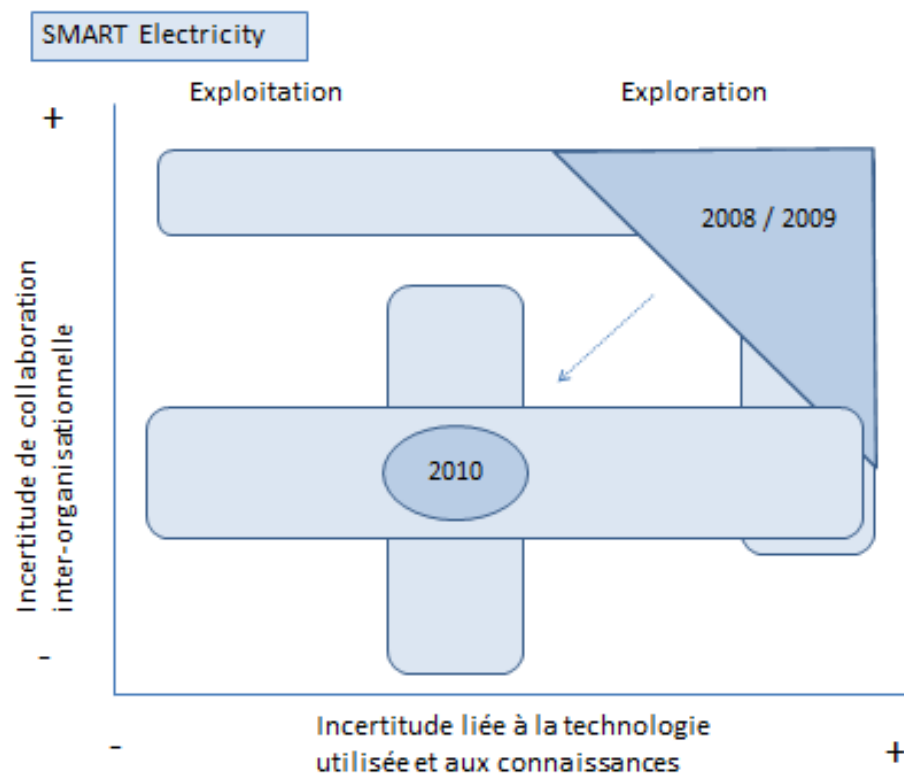 SMART Electricity
Exploitation
Exploration
+
2008 / 2009
Incertitude de collaboration
inter-organisationnelle
2010
-
Incertitude liée à la technologie
utilisée et aux connaissances
-
+